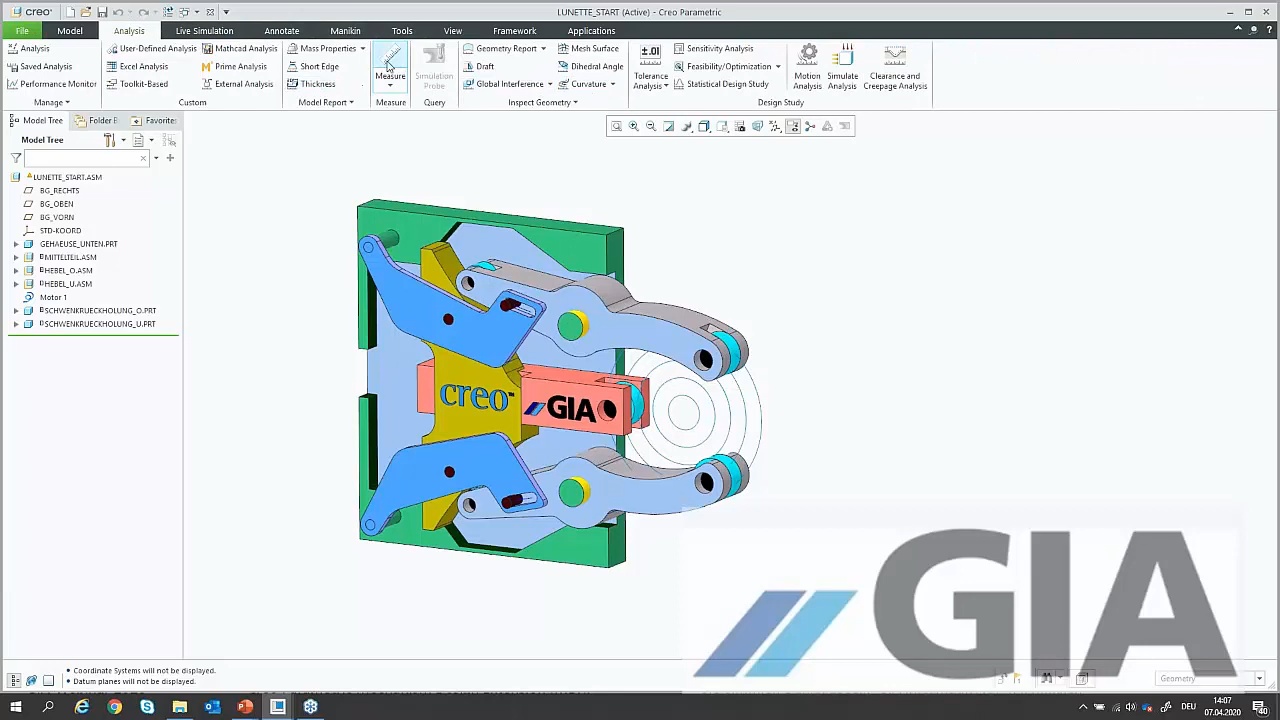 creo
LUNETTE_START (Active) - Creo Parametric
File Model Analysis Live Simulation Annotate Manikin Tools View Framework Applications
Analysis User-Defined Analysis Mathcad Analysis Mass Properties Geometry Report Mesh Surface Sensitivity Analysis
Saved Analysis Excel Analysis Prime Analysis Short Edge Draft Dihedral Angle Feasibility/Optimization
Performance Monitor Toolkit-Based External Analysis Thickness Global Interference Curvature Statistical Design Study
Measure
Simulation Probe
±.01
Tolerance Analysis
Motion Analysis
Simulate Analysis
Clearance and Creepage Analysis
Manage Custom Model Report Measure Query Inspect Geometry Design Study
Model Tree Folder B Favorite:
Model Tree
LUNETTE_START.ASM
BG_RECHTS
BG_OBEN
BG_VORN
STD-KOORD
GEHAEUSE_UNTEN.PRT
MITTELTEIL.ASM
HEBEL_O.ASM
HEBEL_U.ASM
Motor 1
SCHWENKRUECKHOLUNG_O.PRT
SCHWENKRUECKHOLUNG_U.PRT
creo™
GIA
GIA
• Coordinate Systems will not be displayed.
• Datum planes will not be displayed.
Geometry
DEU
14:07
07.04.2020